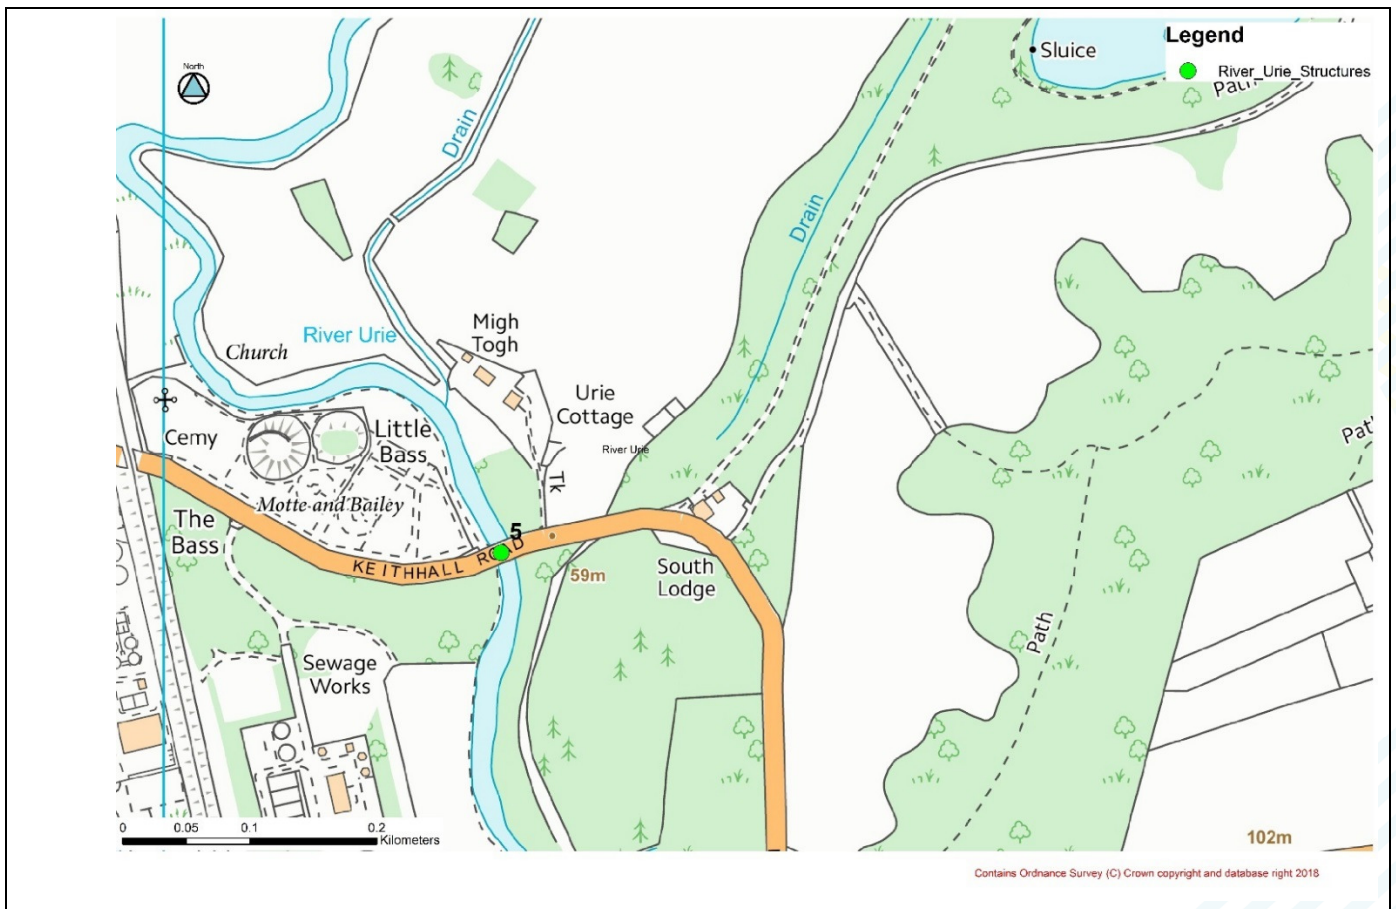 North
Sluice
Legend
River_Urie_Structures
Path
Drain
Drain
River Urie
Migh
Togh
Church
Urie
Cottage
River Urie
Cemy
Little
Bass
Tk
Path
Motte and Bailey
The
Bass
5
KEITHHALL ROAD
59m
South
Lodge
Path
Sewage
Works
0 0.05 0.1 0.2
Kilometers
102m
Contains Ordnance Survey (C) Crown copyright and database right 2018